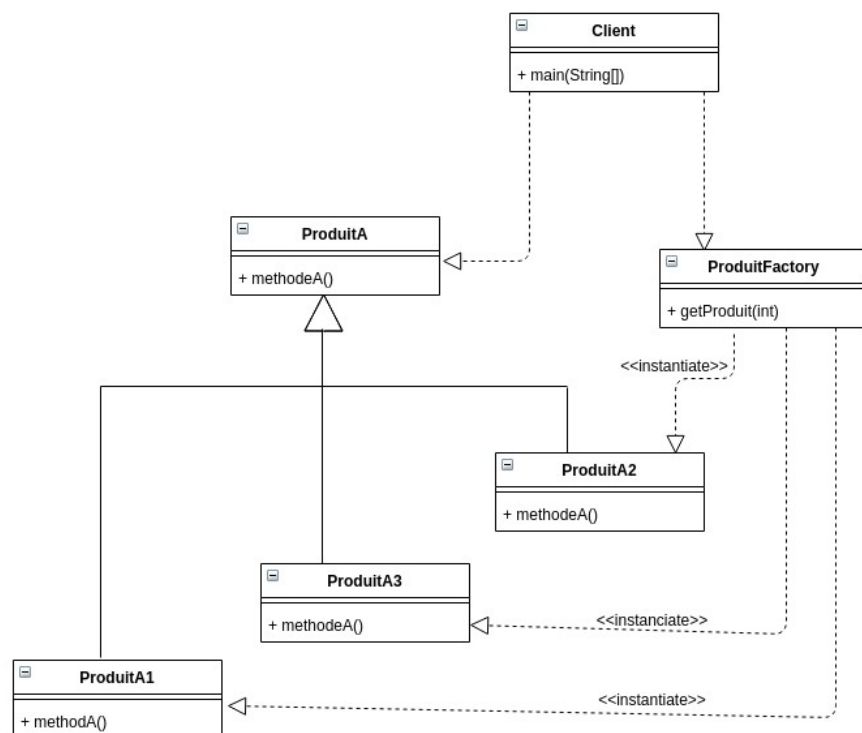 Client
+ main(String[])
ProduitA
+ methodeA()
ProduitFactory
+ getProduit(int)
<<instantiate>>
ProduitA2
+ methodeA()
ProduitA3
+ methodeA()
<<instanciate>>
ProduitA1
+ methodA()
<<instantiate>>